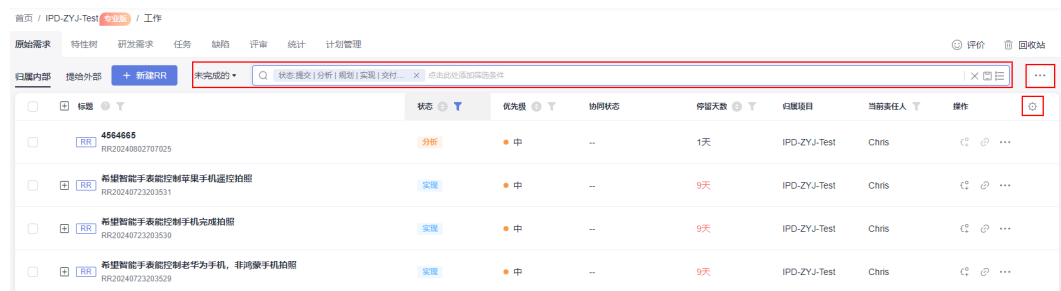 首页 / IPD-ZYJ-Test 专业版 / 工作
原始需求 特性树 研发需求 任务 缺陷 评审 统计 计划管理 评价 回收站
归属内部 提给外部 + 新建RR 未完成的 状态:提交 | 分析 | 规划 | 实现 | 交付... × 点击此处添加筛选条件
标题 状态 优先级 协同状态 停留天数 归属项目 当前责任人 操作
RR 4564665 分析 中 -- 1天 IPD-ZYJ-Test Chris
RR20240802707025
RR 希望智能手表能控制苹果手机遥控拍照 实现 中 -- 9天 IPD-ZYJ-Test Chris
RR20240723203531
RR 希望智能手表能控制手机完成拍照 实现 中 -- 9天 IPD-ZYJ-Test Chris
RR20240723203530
RR 希望智能手表能控制老华为手机，非鸿蒙手机拍照 实现 中 -- 9天 IPD-ZYJ-Test Chris
RR20240723203529